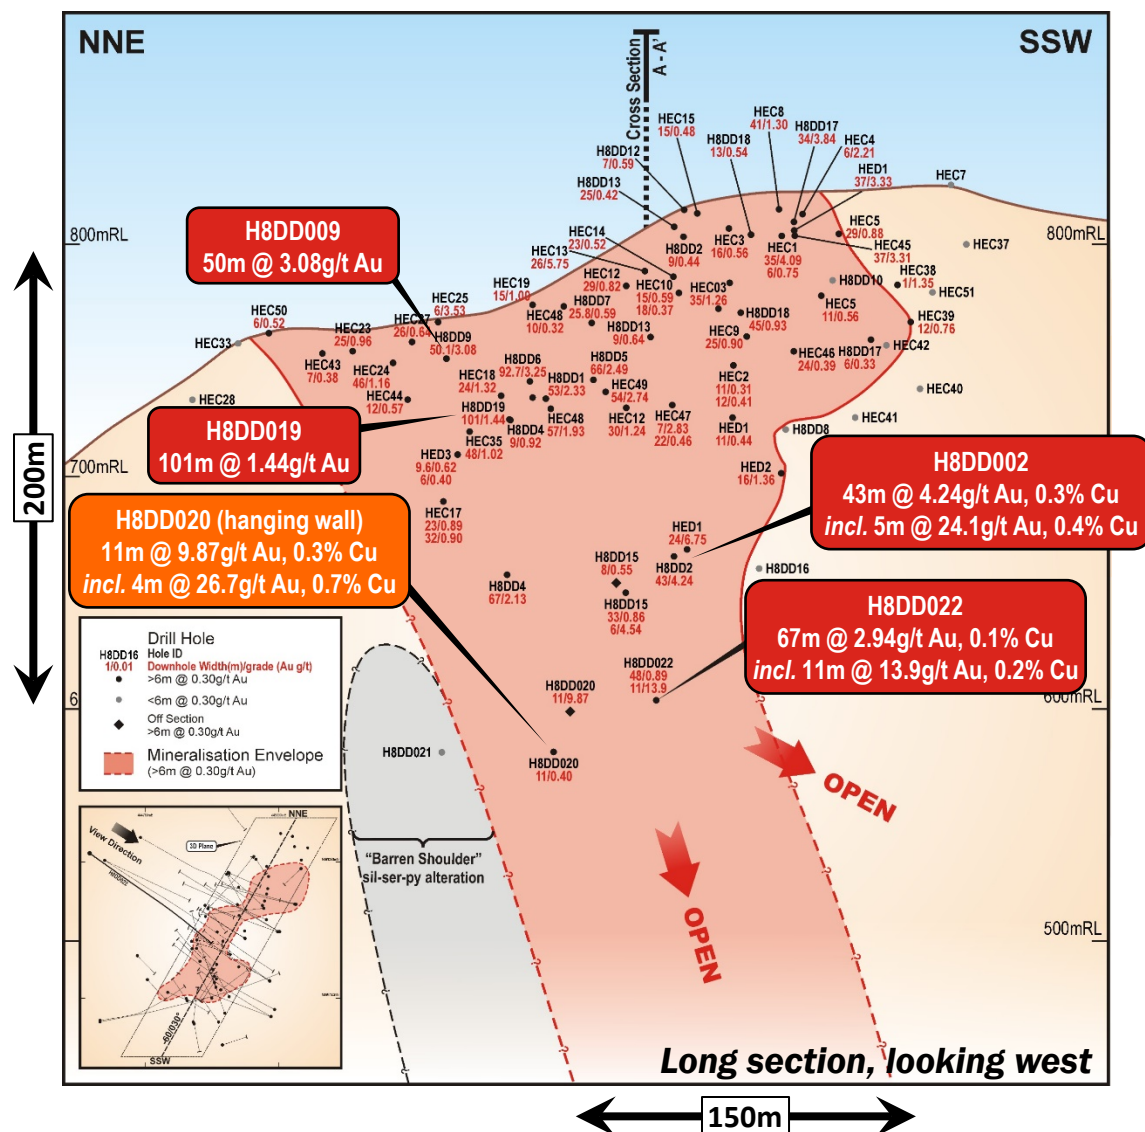 NNE
SSW
Cross Section
A - A'
HEC15
15/0.48
HEC8
41/1.30
H8DD17
34/3.84
HEC4
6/2.21
H8DD18
13/0.54
H8DD12
7/0.59
HED1
37/3.33
HEC7
H8DD13
25/0.42
H8DD009
50m @ 3.08g/t Au
HEC14
23/0.52
HEC13
26/5.75
H8DD2
9/0.44
HEC3
16/0.56
HEC1
35/4.09
6/0.75
HEC5
29/0.88
HEC45
37/3.31
HEC37
800mRL
800mRL
HEC38
1/1.35
HEC51
H8DD10
HEC19
15/1.00
HEC12
29/0.82
HEC10
15/0.59
18/0.37
HEC03
35/1.26
HEC5
11/0.56
HEC25
6/3.53
HEC50
6/0.52
HEC48
10/0.32
H8DD7
25.8/0.59
H8DD13
9/0.64
H8DD18
45/0.93
HEC39
12/0.76
HEC33
HEC23
25/0.96
26/0.64
H8DD9
50.1/3.08
HEC9
25/0.90
HEC46
24/0.39
H8DD17
6/0.33
HEC42
HEC43
7/0.38
HEC24
46/1.16
HEC18
24/1.32
H8DD6
92.7/3.25
H8DD1
53/2.33
H8DD5
66/2.49
HEC49
54/2.74
HEC2
11/0.31
12/0.41
HEC40
HEC28
HEC44
12/0.57
H8DD19
101/1.44
H8DD4
9/0.92
HEC48
57/1.93
HEC12
30/1.24
HEC47
7/2.83
22/0.46
HED1
11/0.44
HEC41
H8DD8
H8DD019
101m @ 1.44g/t Au
HEC35
48/1.02
HED3
9.6/0.62
6/0.40
HED2
16/1.36
200m
700mRL
H8DD002
43m @ 4.24g/t Au, 0.3% Cu
incl. 5m @ 24.1g/t Au, 0.4% Cu
H8DD020 (hanging wall)
11m @ 9.87g/t Au, 0.3% Cu
incl. 4m @ 26.7g/t Au, 0.7% Cu
HEC17
23/0.89
32/0.90
HED1
24/6.75
H8DD2
43/4.24
H8DD15
8/0.55
H8DD15
33/0.86
6/4.54
H8DD4
67/2.13
H8DD16
H8DD022
67m @ 2.94g/t Au, 0.1% Cu
incl. 11m @ 13.9g/t Au, 0.2% Cu
H8DD022
48/0.89
11/13.9
H8DD020
11/9.87
H8DD020
11/0.40
H8DD021
6
600mRL
Drill Hole
H8DD16 Hole ID
1/0.01 Downhole Width(m)/grade (Au g/t)
>6m @ 0.30g/t Au
<6m @ 0.30g/t Au
Off Section
>6m @ 0.30g/t Au
Mineralisation Envelope
(>6m @ 0.30g/t Au)
OPEN
OPEN
"Barren Shoulder"
sil-ser-py alteration
500mRL
View Direction
3D Plane
NNE
-60/030°
SSW
Long section, looking west
150m